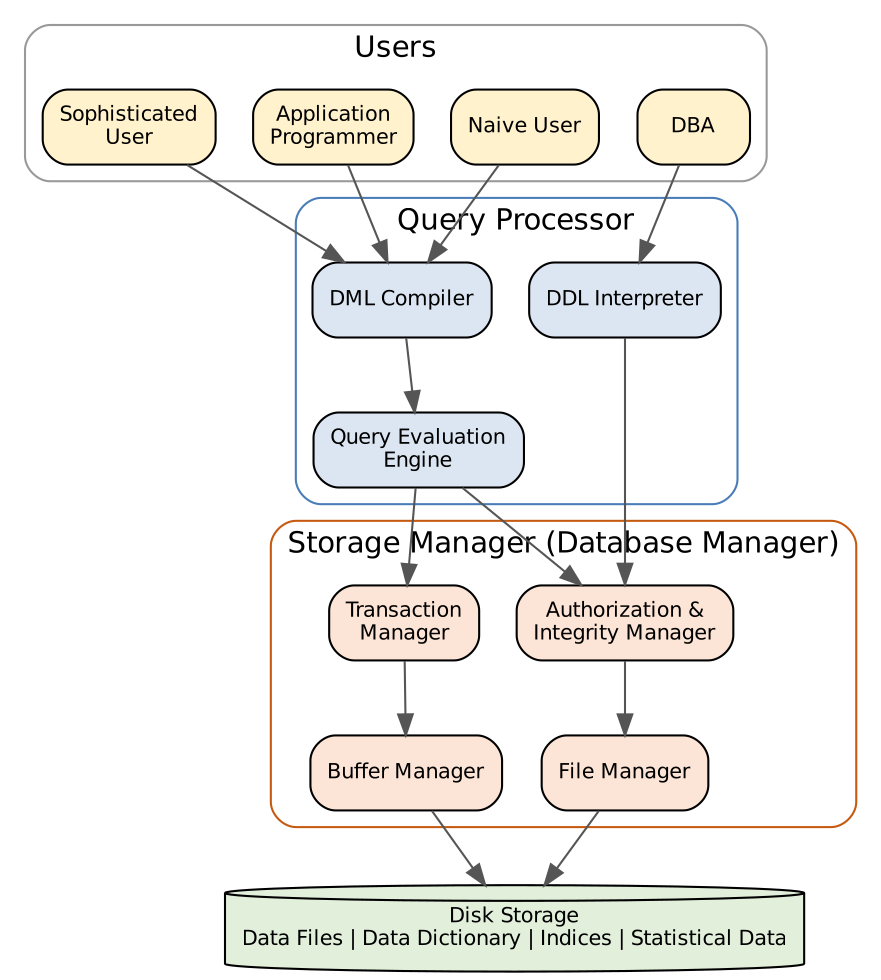 Users
Sophisticated
User
Application
Programmer
Naive User
DBA
Query Processor
DML Compiler
DDL Interpreter
Query Evaluation
Engine
Storage Manager (Database Manager)
Transaction
Manager
Authorization &
Integrity Manager
Buffer Manager
File Manager
Disk Storage
Data Files | Data Dictionary | Indices | Statistical Data